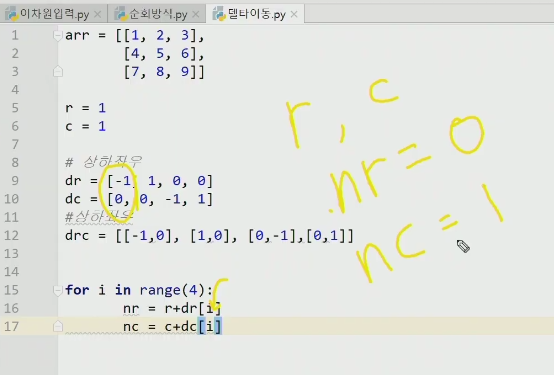 이차원입력.py × 순회방식.py × 델타이동.py ×
1 arr = [[1, 2, 3],
2 [4, 5, 6],
3 [7, 8, 9]]
4
5 r = 1
6 c = 1
7
8 # 상하좌우
9 dr = [-1, 1, 0, 0]
10 dc = [0, 0, -1, 1]
11 #상하좌우
12 drc = [[-1,0], [1,0], [0,-1],[0,1]]
13
14
15 for i in range(4):
16 nr = r+dr[i]
17 nc = c+dc[i]
r, c
nr = 0
nc = 1